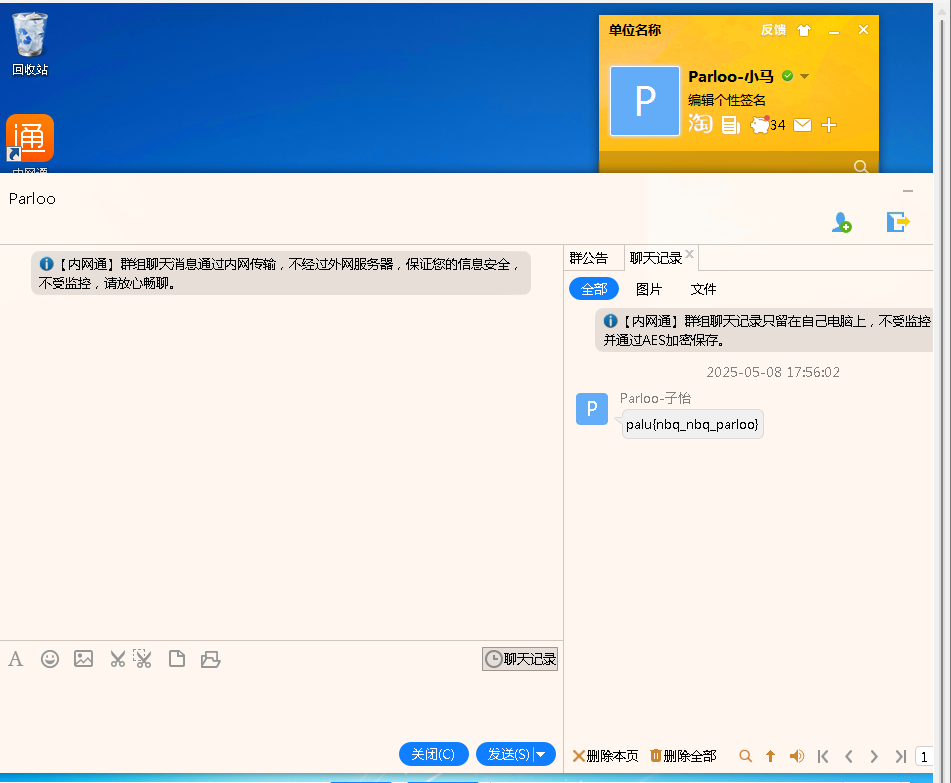 回收站
通
内网通
单位名称
反馈
P
Parloo-小马
编辑个性签名
淘
34
Parloo
【内网通】群组聊天消息通过内网传输，不经过外网服务器，保证您的信息安全，
不受监控，请放心畅聊。
群公告
聊天记录
全部
图片
文件
【内网通】群组聊天记录只留在自己电脑上，不受监控
并通过AES加密保存。
2025-05-08 17:56:02
P
Parloo-子怡
palu{nbq_nbq_parloo}
A
聊天记录
关闭(C)
发送(S)
删除本页
删除全部
1